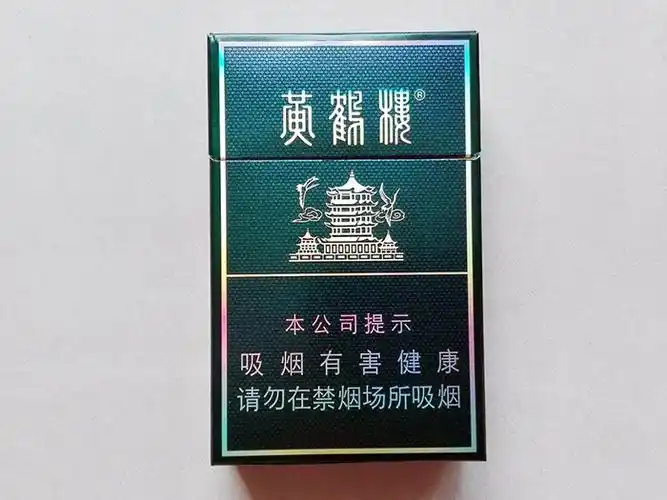 黄鹤楼®
本公司提示
吸烟有害健康
请勿在禁烟场所吸烟